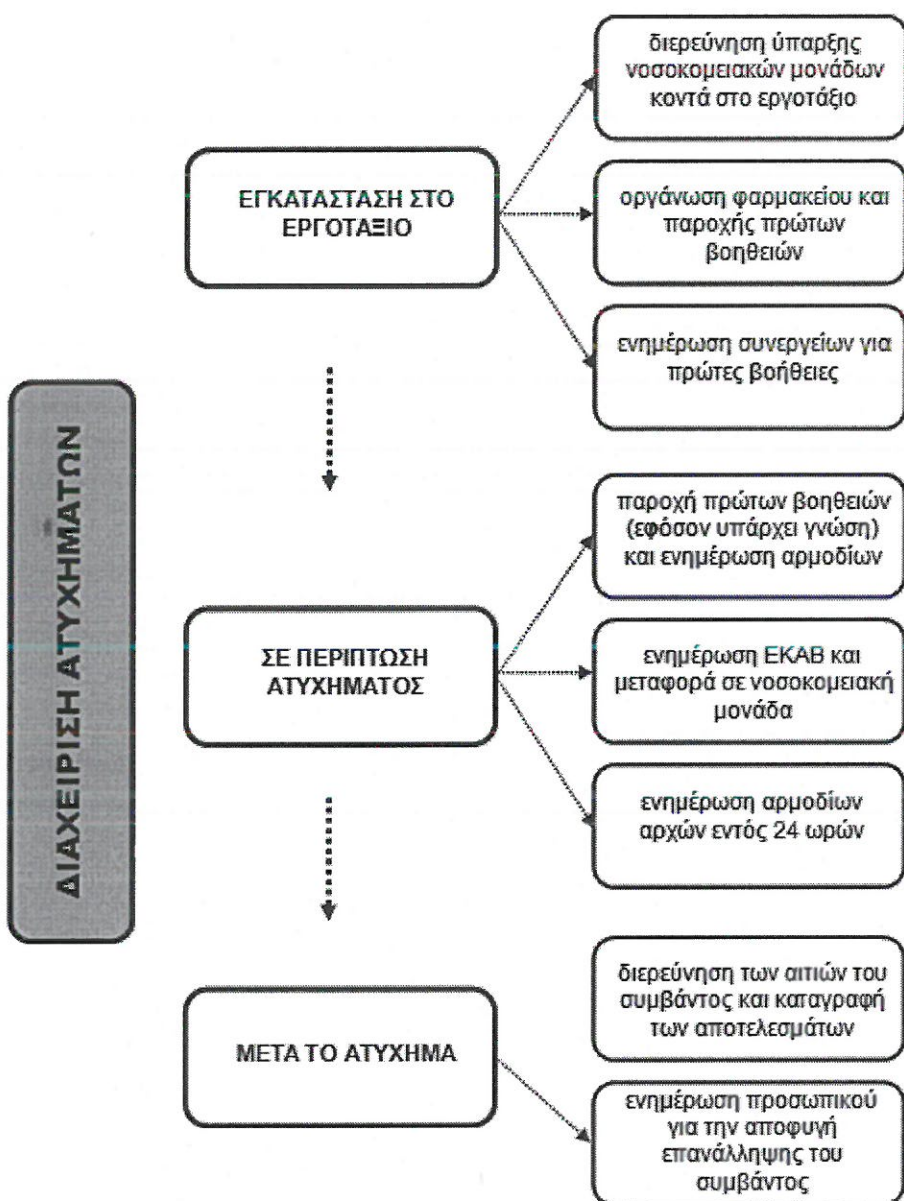 ΔΙΑΧΕΙΡΙΣΗ ΑΤΥΧΗΜΑΤΩΝ
ΕΓΚΑΤΑΣΤΑΣΗ ΣΤΟ
ΕΡΓΟΤΑΞΙΟ
διερεύνηση ύπαρξης
νοσοκομειακών μονάδων
κοντά στο εργοτάξιο
οργάνωση φαρμακείου και
παροχής πρώτων
βοηθειών
ενημέρωση συνεργείων για
πρώτες βοήθειες
ΣΕ ΠΕΡΙΠΤΩΣΗ
ΑΤΥΧΗΜΑΤΟΣ
παροχή πρώτων βοηθειών
(εφόσον υπάρχει γνώση)
και ενημέρωση αρμοδίων
ενημέρωση ΕΚΑΒ και
μεταφορά σε νοσοκομειακή
μονάδα
ενημέρωση αρμοδίων
αρχών εντός 24 ωρών
ΜΕΤΑ ΤΟ ΑΤΥΧΗΜΑ
διερεύνηση των αιτιών του
συμβάντος και καταγραφή
των αποτελεσμάτων
ενημέρωση προσωπικού
για την αποφυγή
επανάλληψης του
συμβάντος